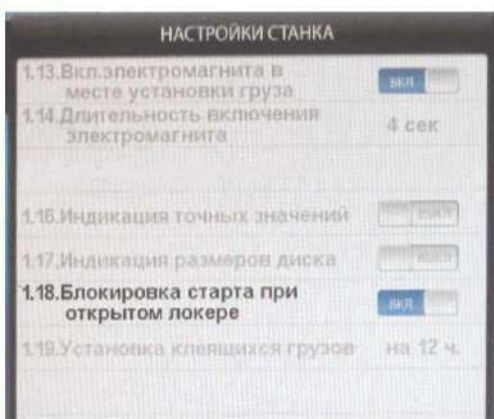 НАСТРОЙКИ СТАНКА
1.13.Вкл.электромагнита в
месте установки груза
ВКЛ
1.14.Длительность включения
электромагнита
4 сек
1.16.Индикация точных значений
ВЫКЛ
1.17.Индикация размеров диска
ВЫКЛ
1.18.Блокировка старта при
открытом локере
ВКЛ
1.19.Установка клеящихся грузов
на 12 ч.